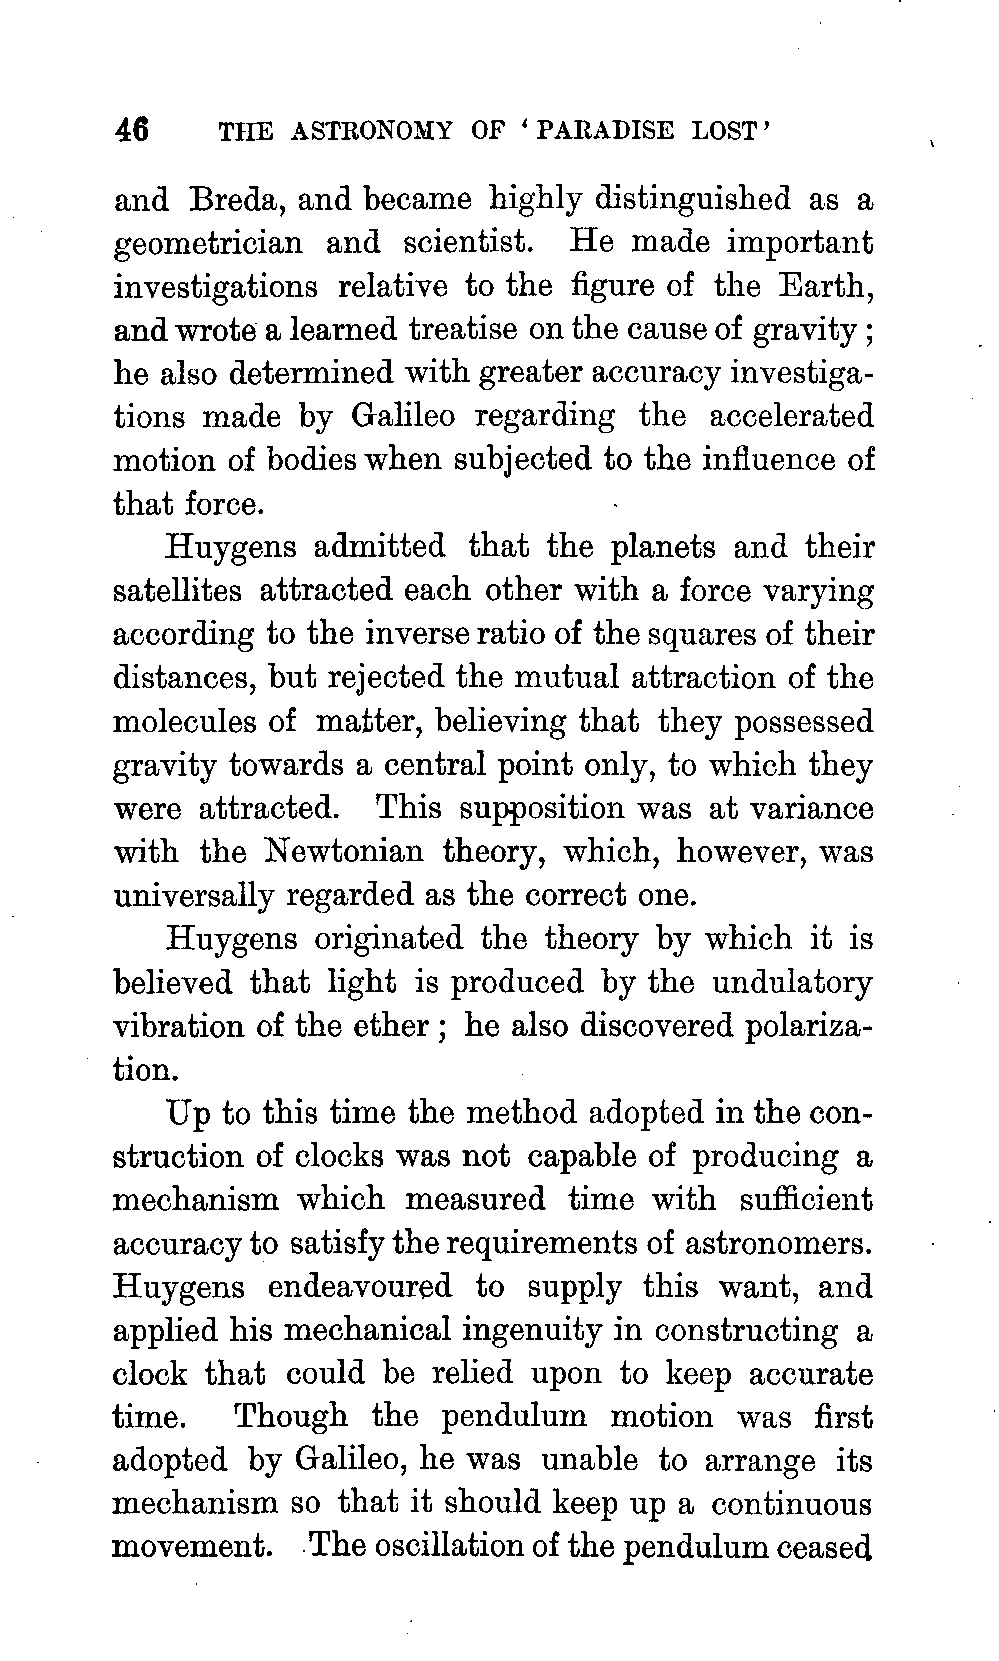 46 THE ASTRONOMY OF ‘PARADISE LOST’
and Breda, and became highly distinguished as a
geometrician and scientist. He made important
investigations relative to the figure of the Earth,
and wrote a learned treatise on the cause of gravity ;
he also determined with greater accuracy investiga-
tions made by Galileo regarding the accelerated
motion of bodies when subjected to the influence of
that force.
Huygens admitted that the planets and their
satellites attracted each other with a force varying
according to the inverse ratio of the squares of their
distances, but rejected the mutual attraction of the
molecules of matter, believing that they possessed
gravity towards a central point only, to which they
were attracted. This supposition was at variance
with the Newtonian theory, which, however, was
universally regarded as the correct one.
Huygens originated the theory by which it is
believed that light is produced by the undulatory
vibration of the ether ; he also discovered polariza-
tion.
Up to this time the method adopted in the con-
struction of clocks was not capable of producing a
mechanism which measured time with sufficient
accuracy to satisfy the requirements of astronomers.
Huygens endeavoured to supply this want, and
applied his mechanical ingenuity in constructing a
clock that could be relied upon to keep accurate
time. Though the pendulum motion was first
adopted by Galileo, he was unable to arrange its
mechanism so that it should keep up a continuous
movement. The oscillation of the pendulum ceased